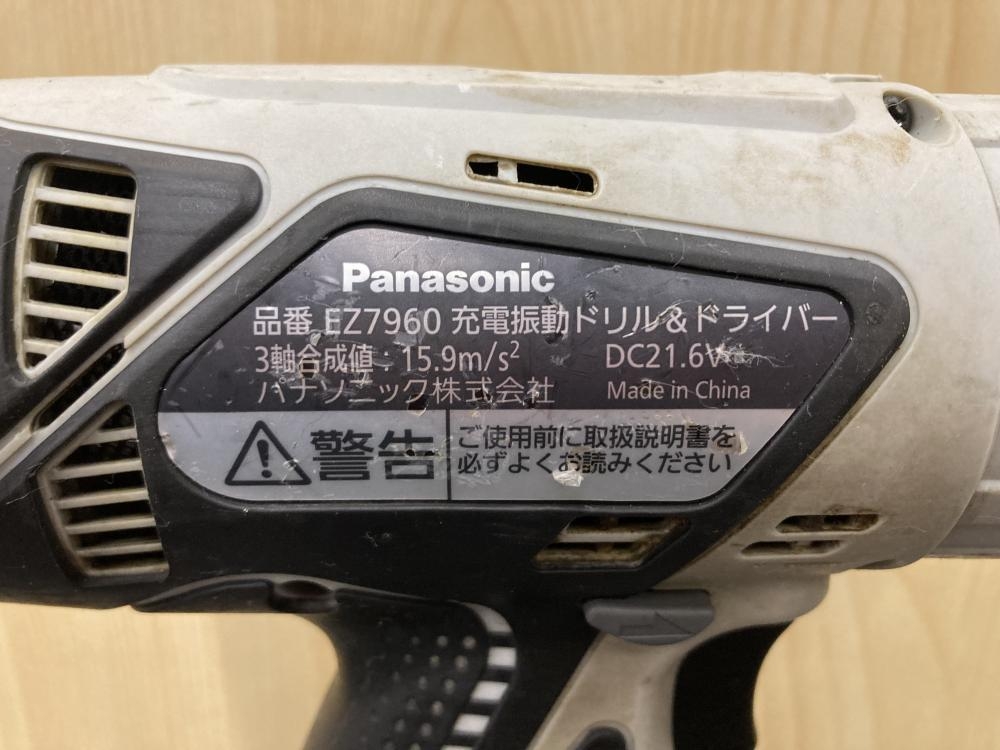 Panasonic
品番 EZ7960 充電振動ドリル&ドライバー
3軸合成値：15.9m/s² DC21.6V
パナソニック株式会社 Made in China
警告
ご使用前に取扱説明書を
必ずよくお読みください